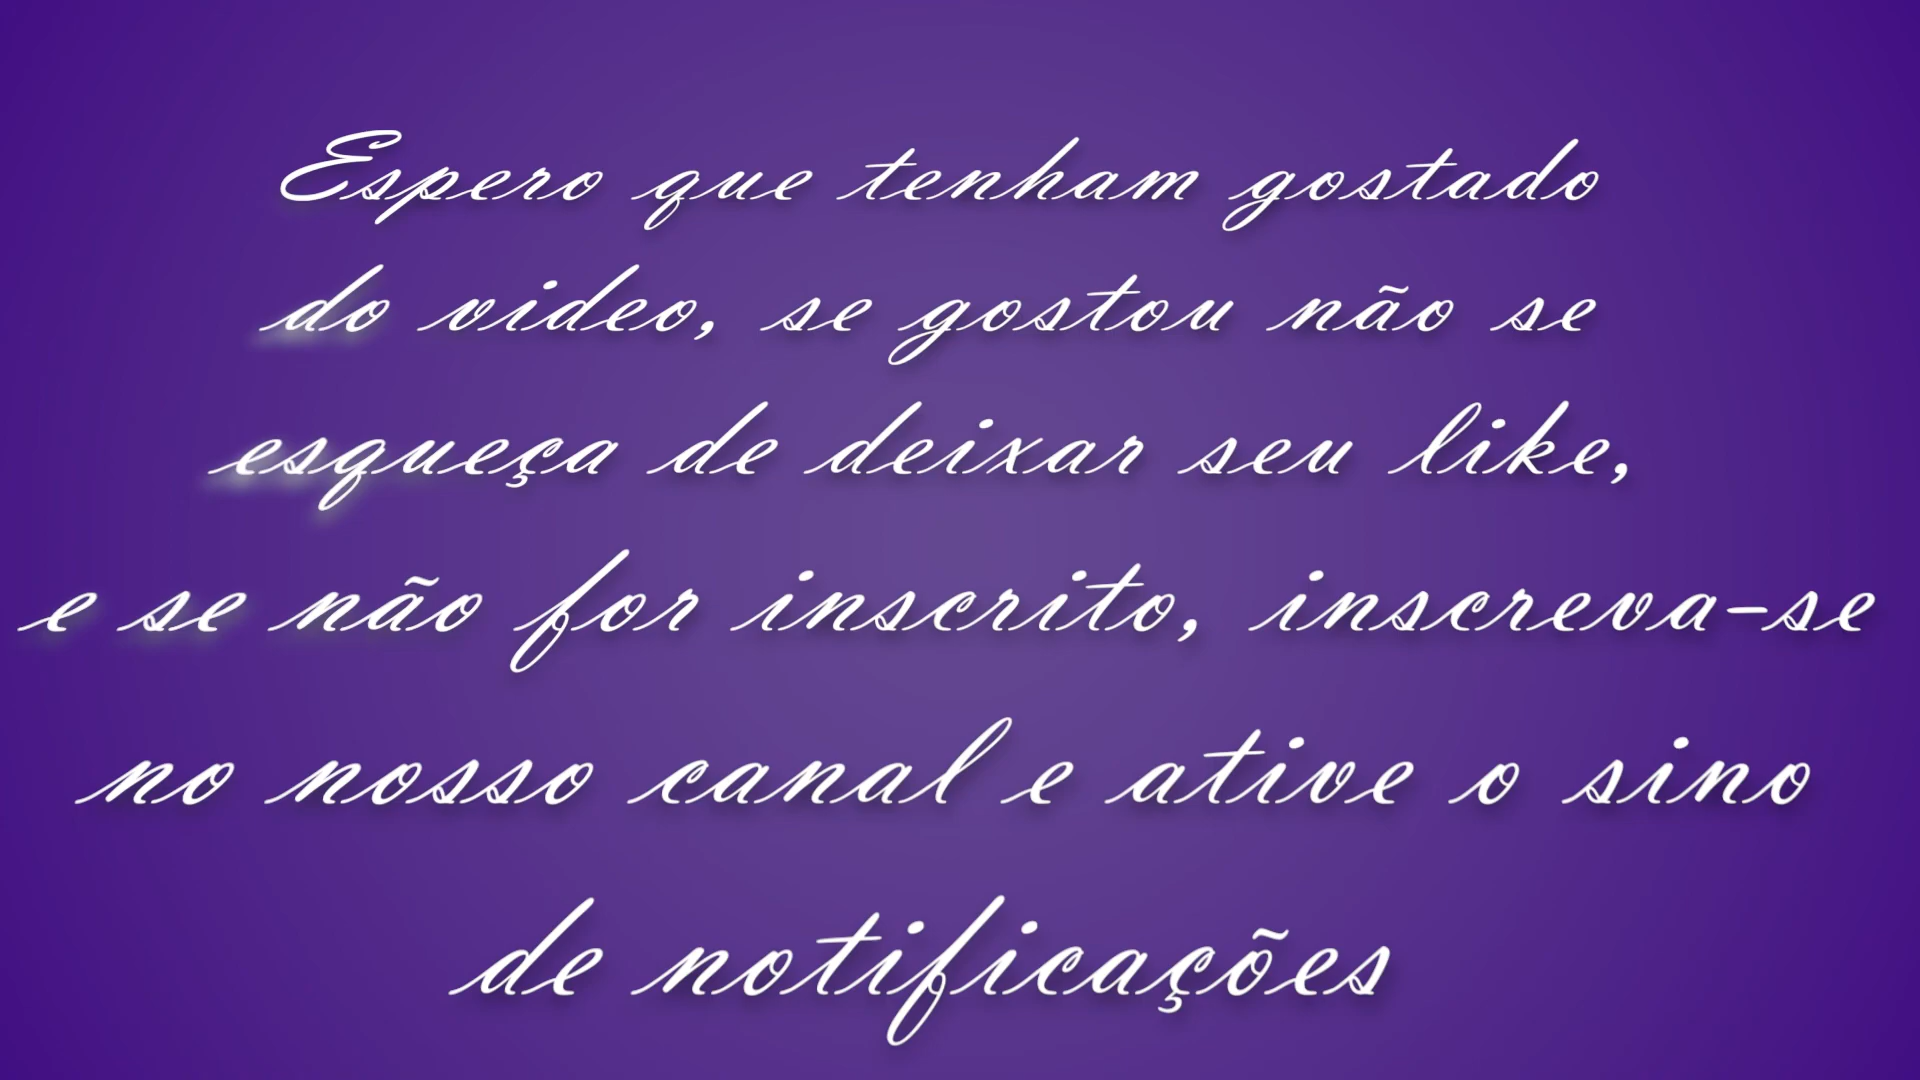 Espero que tenham gostado
do video, se gostou não se
esqueça de deixar seu like,
e se não for inscrito, inscreva-se
no nosso canal e ative o sino
de notificações